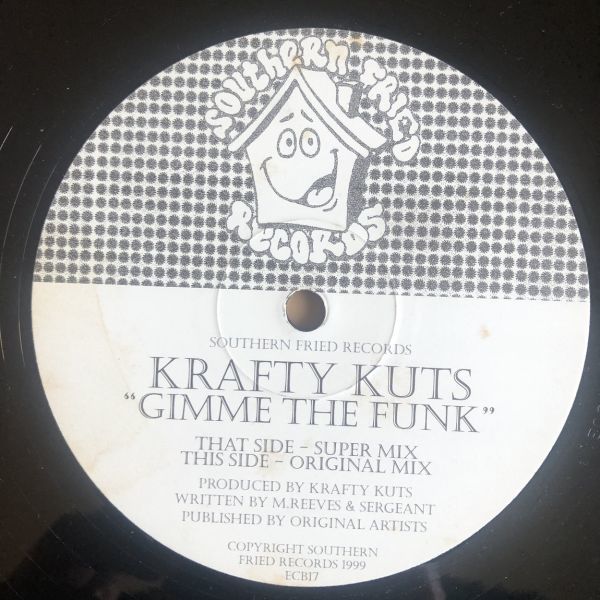 SOUTHERN FRIED
RECORDS
SOUTHERN FRIED RECORDS
KRAFTY KUTS
"GIMME THE FUNK"
THAT SIDE - SUPER MIX
THIS SIDE - ORIGINAL MIX
PRODUCED BY KRAFTY KUTS
WRITTEN BY M.REEVES & SERGEANT
PUBLISHED BY ORIGINAL ARTISTS
COPYRIGHT SOUTHERN
FRIED RECORDS 1999
ECB17